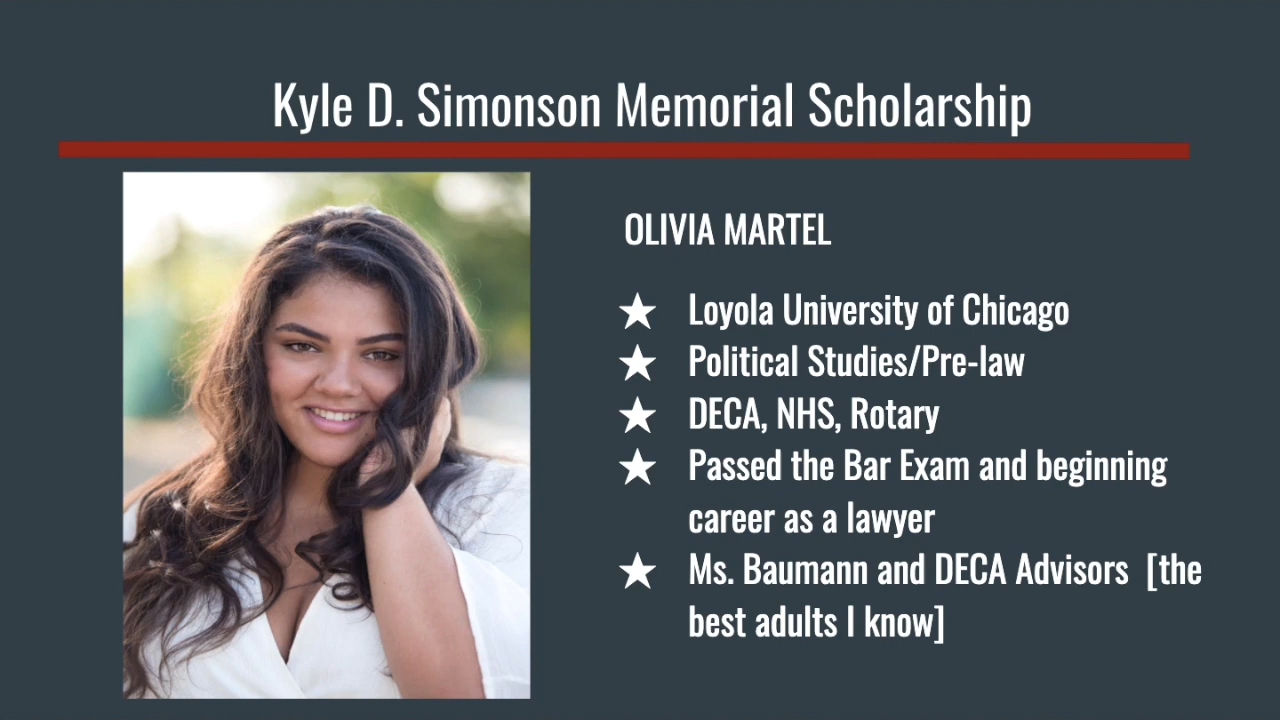 Kyle D. Simonson Memorial Scholarship
OLIVIA MARTEL
★ Loyola University of Chicago
★ Political Studies/Pre-law
★ DECA, NHS, Rotary
★ Passed the Bar Exam and beginning
career as a lawyer
★ Ms. Baumann and DECA Advisors [the
best adults I know]